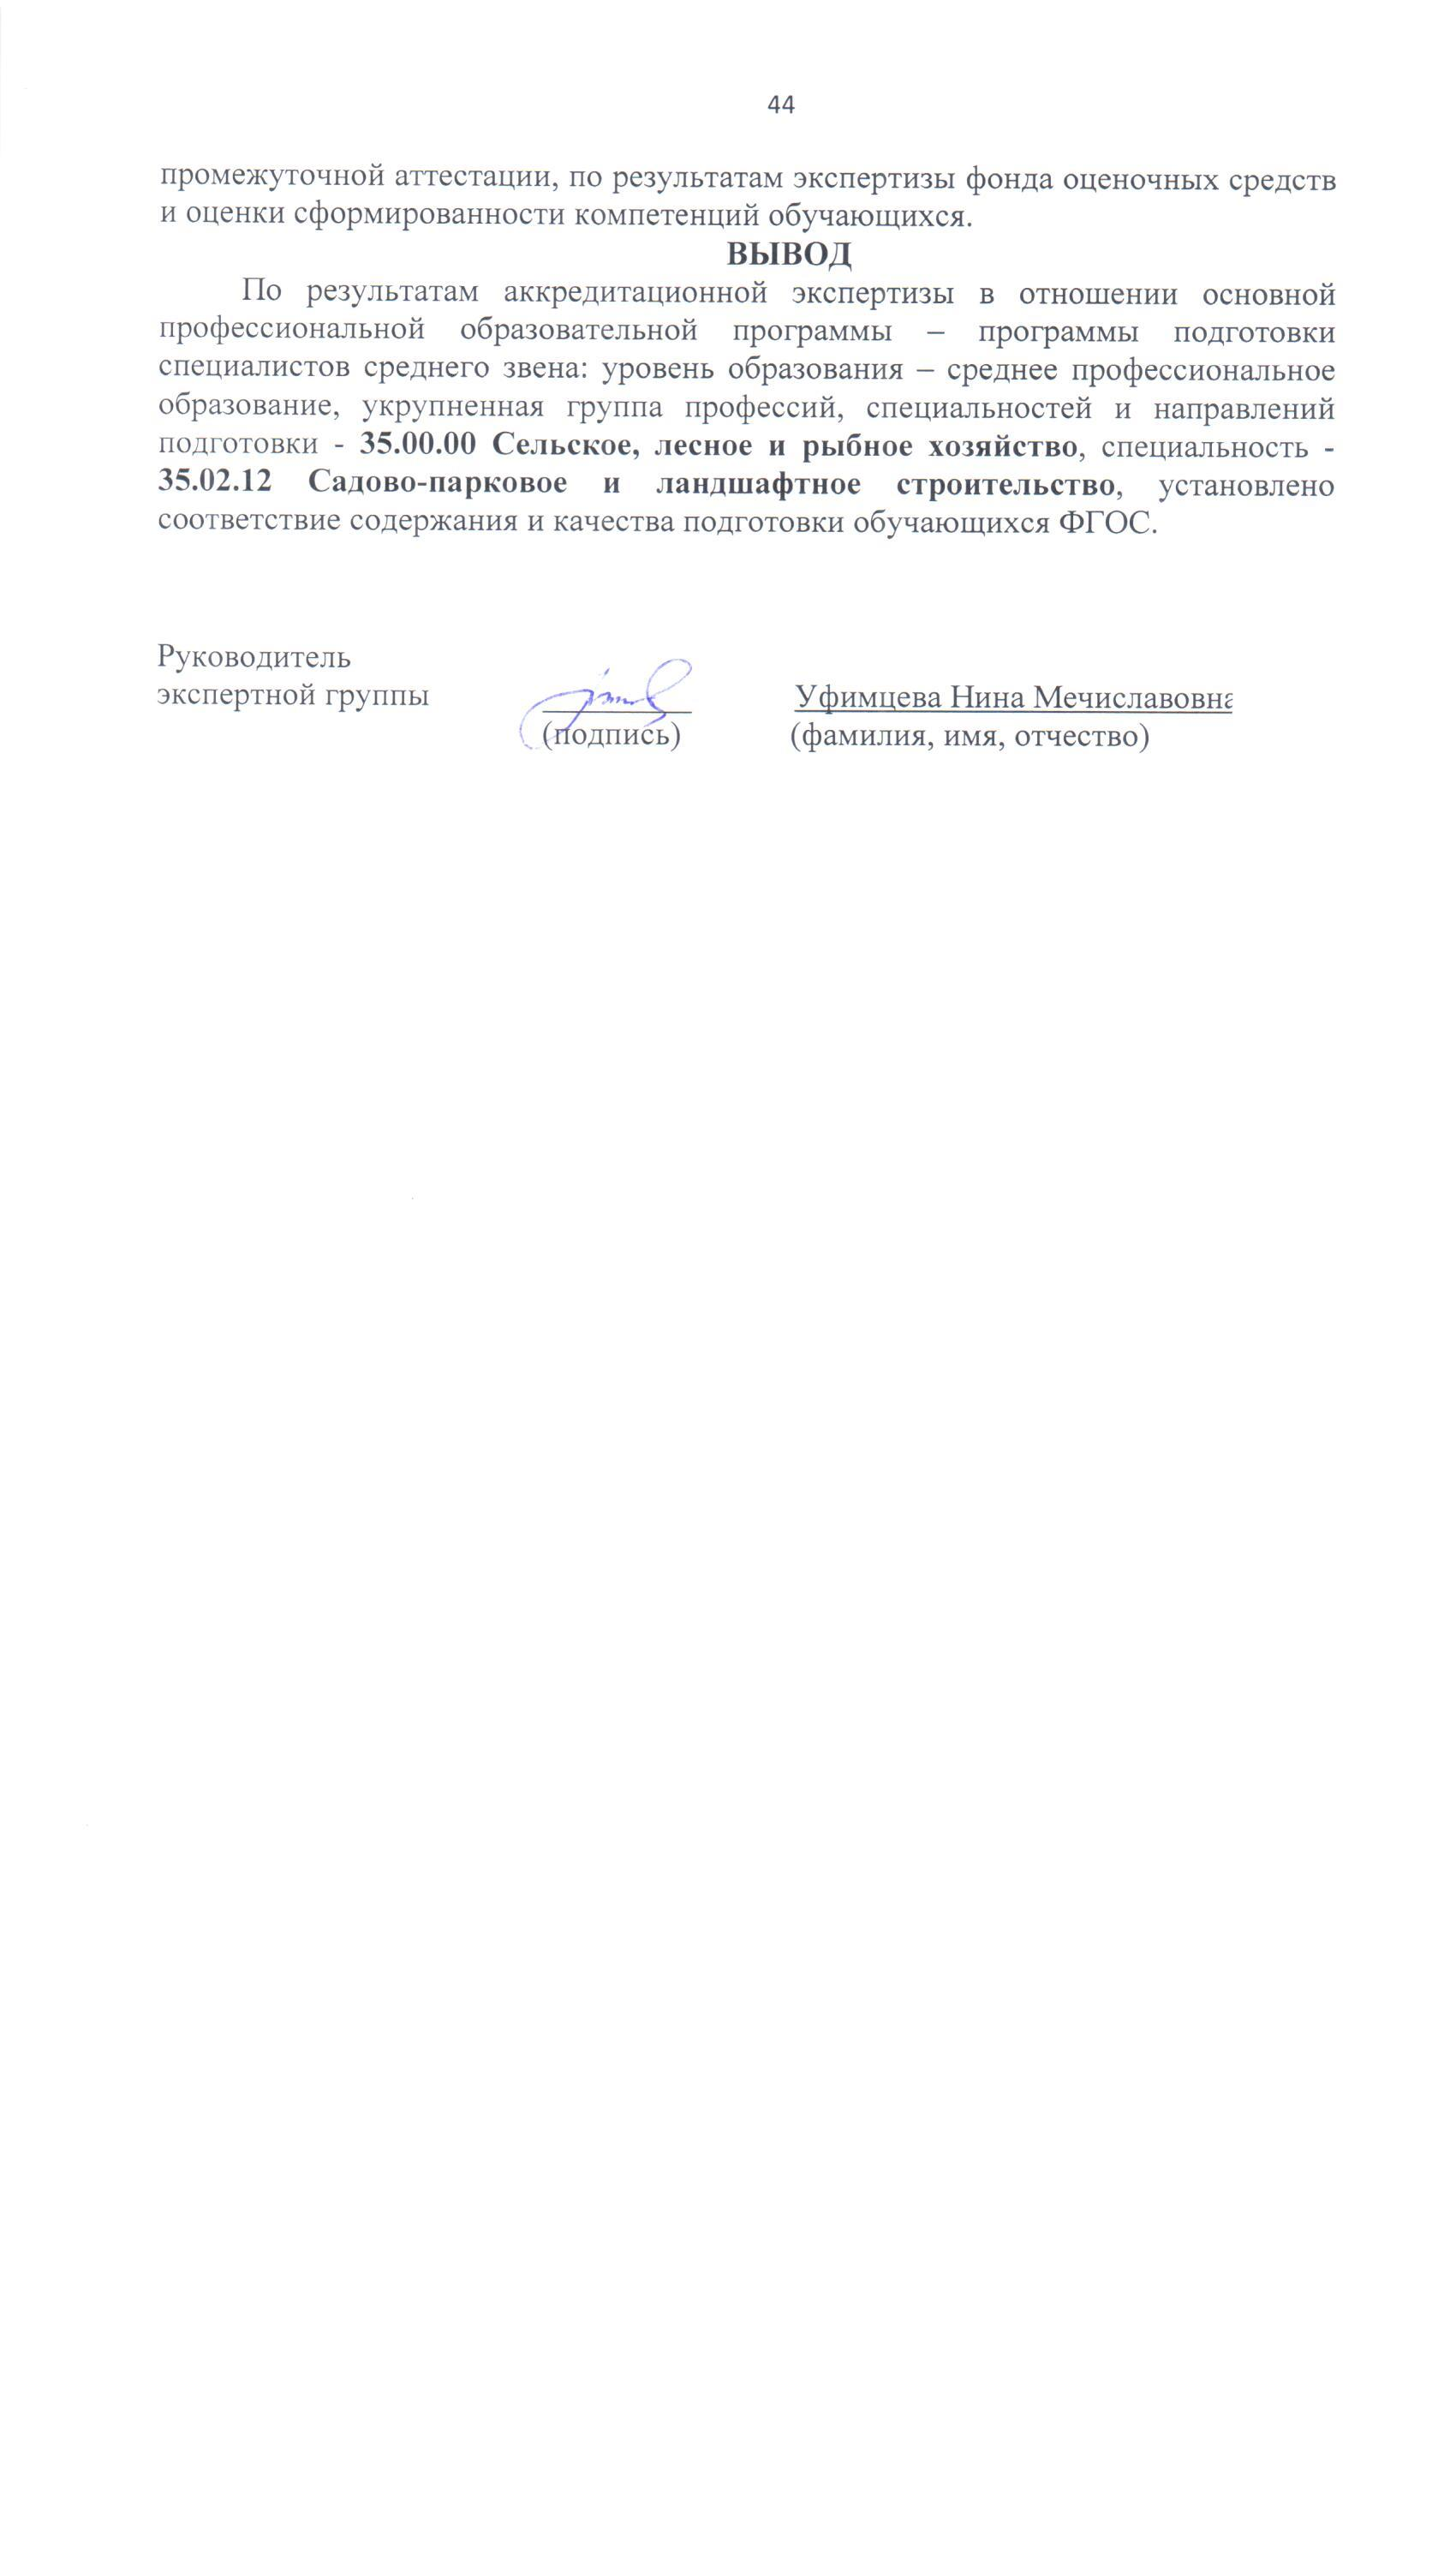 44
промежуточной аттестации, по результатам экспертизы фонда оценочных средств
и оценки сформированности компетенций обучающихся.
ВЫВОД
По результатам аккредитационной экспертизы в отношении основной
профессиональной образовательной программы – программы подготовки
специалистов среднего звена: уровень образования – среднее профессиональное
образование, укрупненная группа профессий, специальностей и направлений
подготовки - 35.00.00 Сельское, лесное и рыбное хозяйство, специальность -
35.02.12 Садово-парковое и ландшафтное строительство, установлено
соответствие содержания и качества подготовки обучающихся ФГОС.
Руководитель
экспертной группы Уфимцева Нина Мечиславовна
(подпись) (фамилия, имя, отчество)